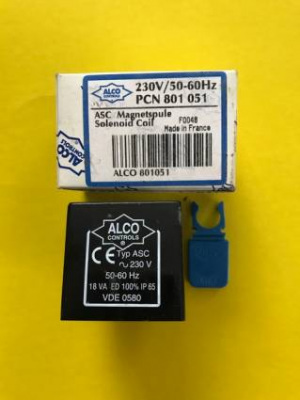 ALCO
CONTROLS
230V/50-60Hz
PCN 801 051
ASC Magnetspule
Solenoid Coil
F0048
Made in France
ALCO 801051
ALCO
CONTROLS
®
CE Typ ASC
~ 230 V
50-60 Hz
18 VA ED 100% IP 65
VDE 0580